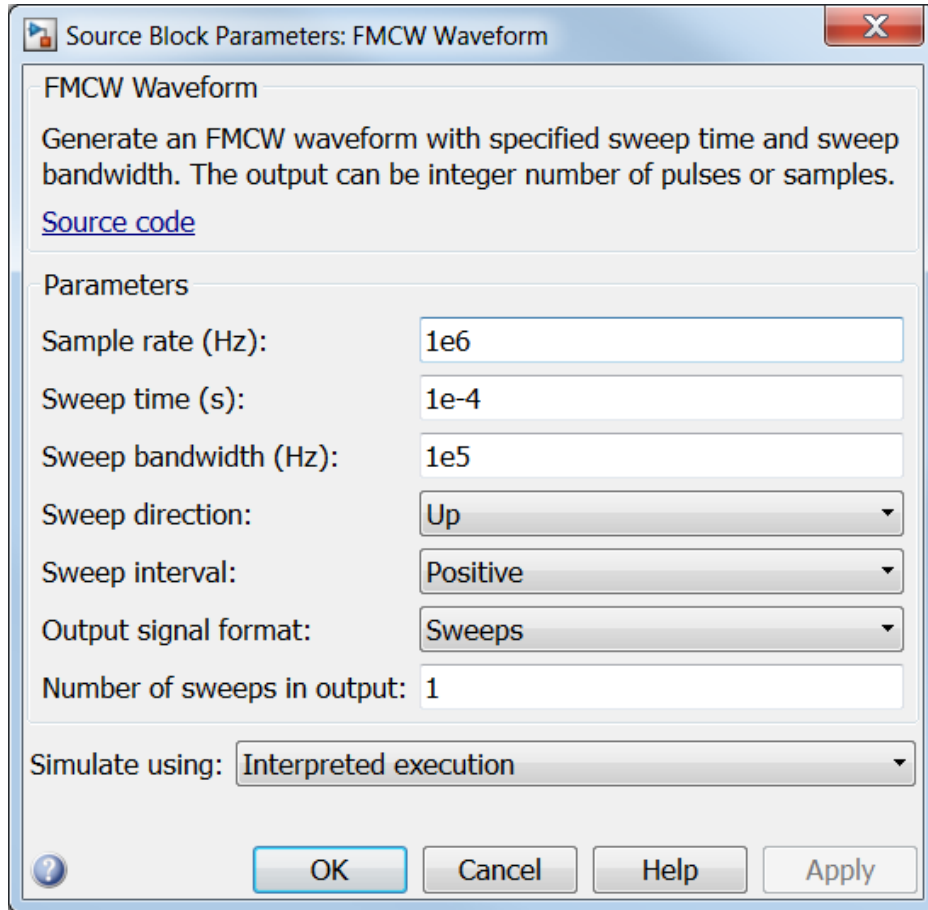 Source Block Parameters: FMCW Waveform
X
FMCW Waveform
Generate an FMCW waveform with specified sweep time and sweep
bandwidth. The output can be integer number of pulses or samples.
Source code
Parameters
Sample rate (Hz): 1e6
Sweep time (s): 1e-4
Sweep bandwidth (Hz): 1e5
Sweep direction: Up
Sweep interval: Positive
Output signal format: Sweeps
Number of sweeps in output: 1
Simulate using: Interpreted execution
? OK Cancel Help Apply